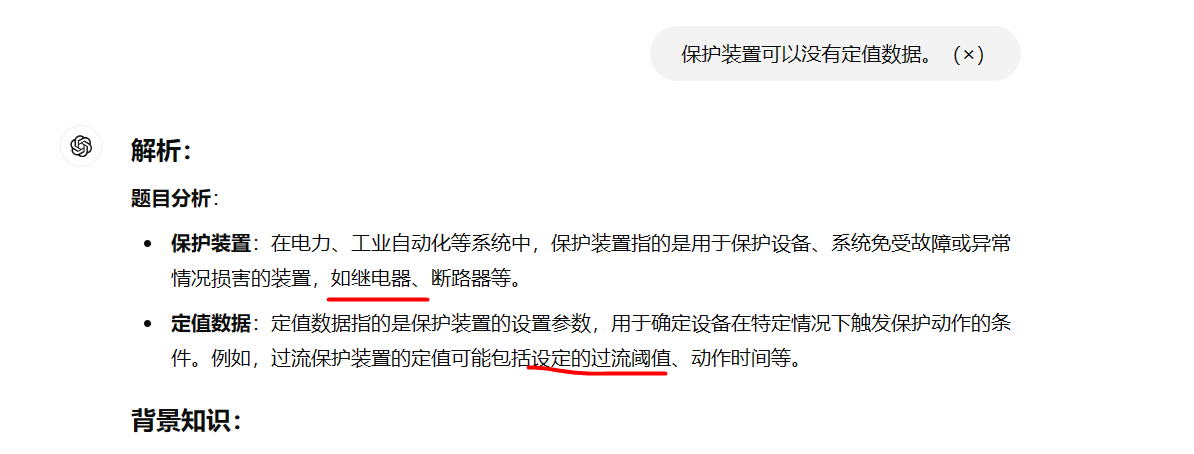 保护装置可以没有定值数据。（×）
解析：
题目分析：
保护装置：在电力、工业自动化等系统中，保护装置指的是用于保护设备、系统免受故障或异常
情况损害的装置，如继电器、断路器等。
定值数据：定值数据指的是保护装置的设置参数，用于确定设备在特定情况下触发保护动作的条
件。例如，过流保护装置的定值可能包括设定的过流阈值、动作时间等。
背景知识：